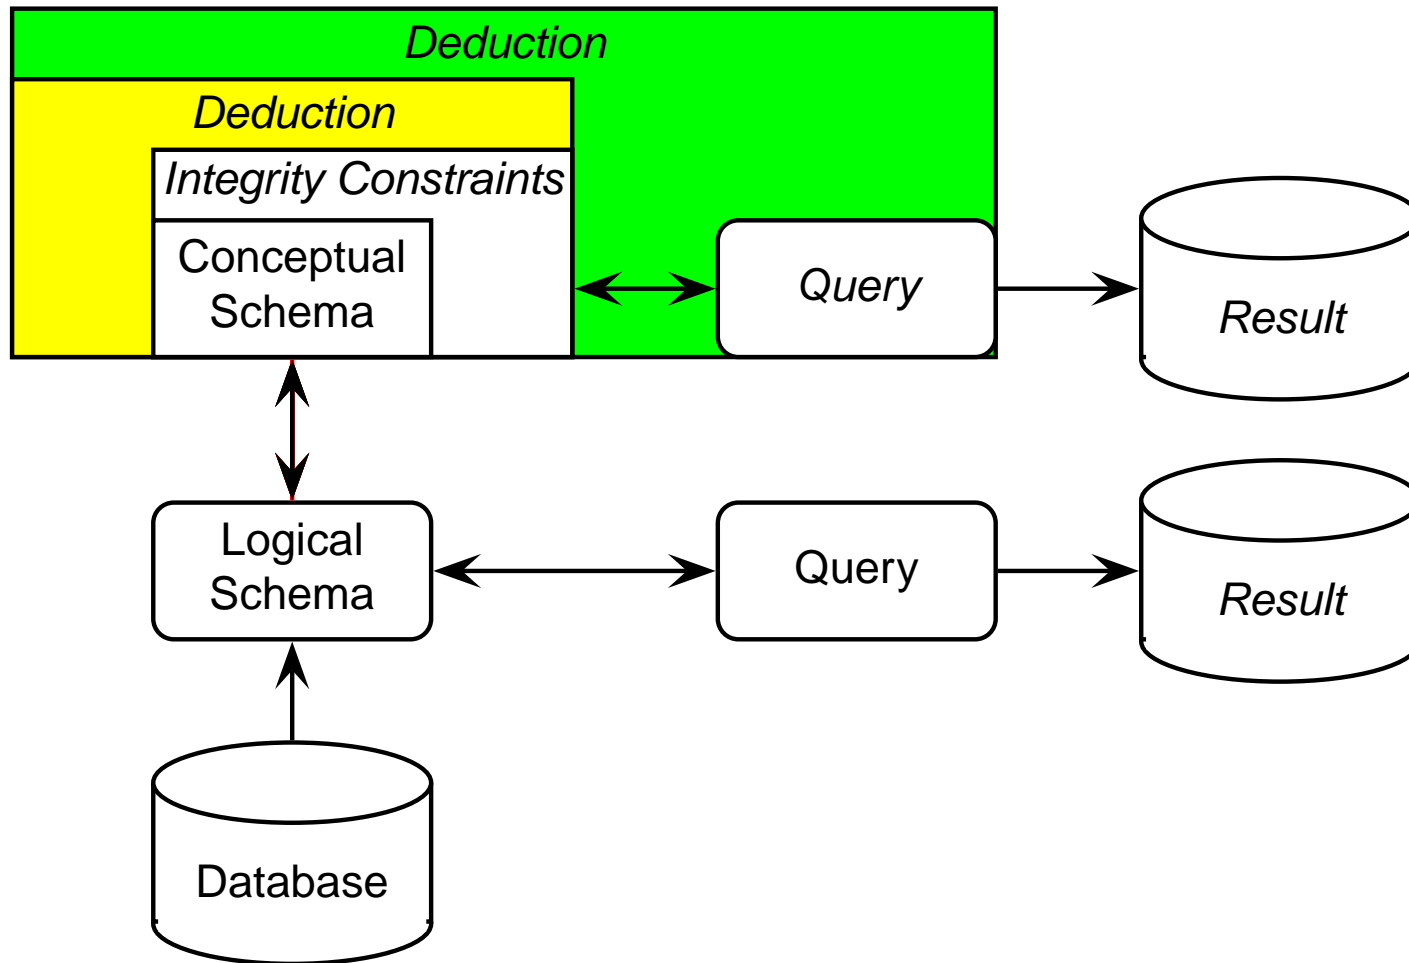 Deduction
Deduction
Integrity Constraints
Conceptual
Schema
Query
Result
Logical
Schema
Query
Result
Database